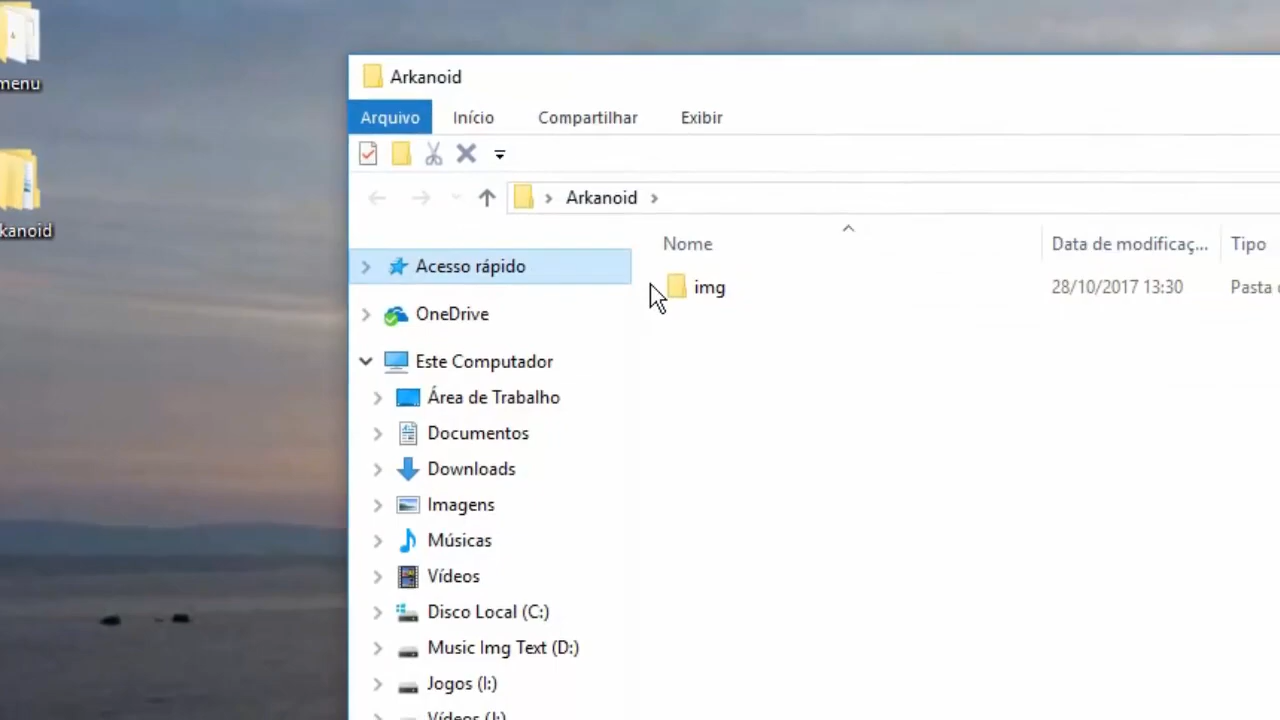 menu
kanoid
Arkanoid
Arquivo Início Compartilhar Exibir
Arkanoid
Nome Data de modificaç... Tipo
img 28/10/2017 13:30 Pasta
Acesso rápido
OneDrive
Este Computador
Área de Trabalho
Documentos
Downloads
Imagens
Músicas
Vídeos
Disco Local (C:)
Music Img Text (D:)
Jogos (I:)
Vídeos (J:)